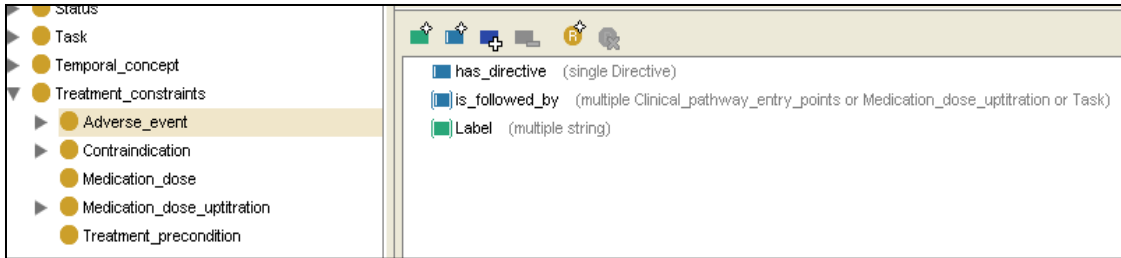 Status
Task
Temporal_concept
Treatment_constraints
Adverse_event
Contraindication
Medication_dose
Medication_dose_uptitration
Treatment_precondition
R
has_directive (single Directive)
is_followed_by (multiple Clinical_pathway_entry_points or Medication_dose_uptitration or Task)
Label (multiple string)